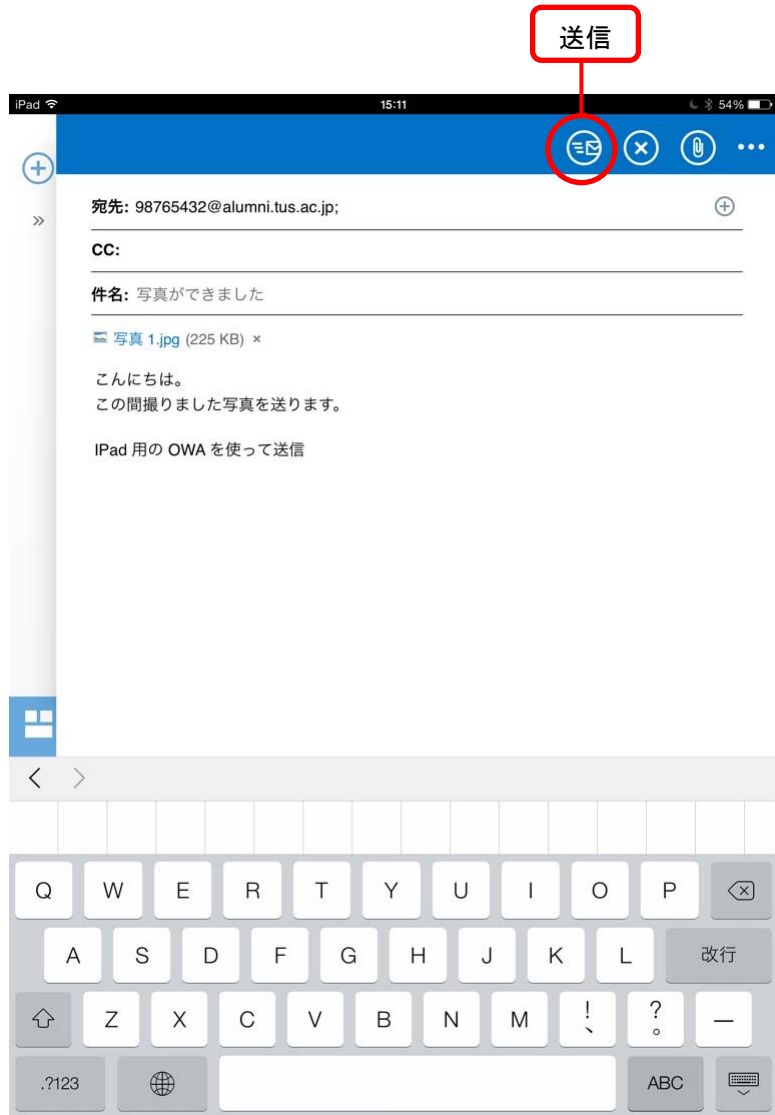 送信
iPad 15:11 54%
宛先: 98765432@alumni.tus.ac.jp;
»
CC:
件名: 写真ができました
写真 1.jpg (225 KB) ×
こんにちは。
この間撮りました写真を送ります。
IPad 用の OWA を使って送信
Q W E R T Y U I O P
A S D F G H J K L 改行
Z X C V B N M ! 、 ? 。 ー
.?123 ABC